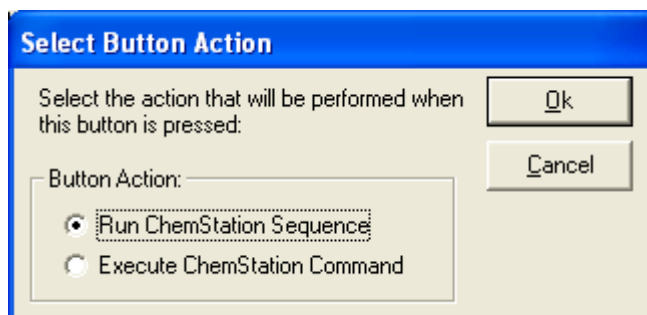 Select Button Action
Select the action that will be performed when
this button is pressed:
Ok
Cancel
Button Action:
Run ChemStation Sequence
Execute ChemStation Command